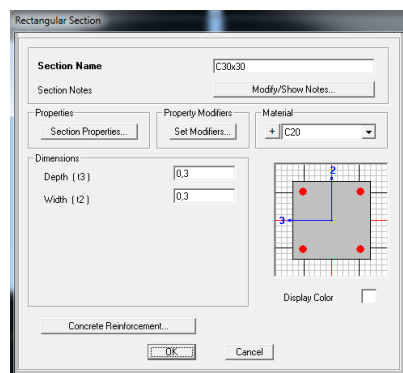 Rectangular Section
Section Name C30x30
Section Notes Modify/Show Notes...
Properties Property Modifiers Material
Section Properties... Set Modifiers... + C20
Dimensions
Depth ( t3 ) 0,3
Width ( t2 ) 0,3
2
3
Display Color
Concrete Reinforcement...
OK Cancel